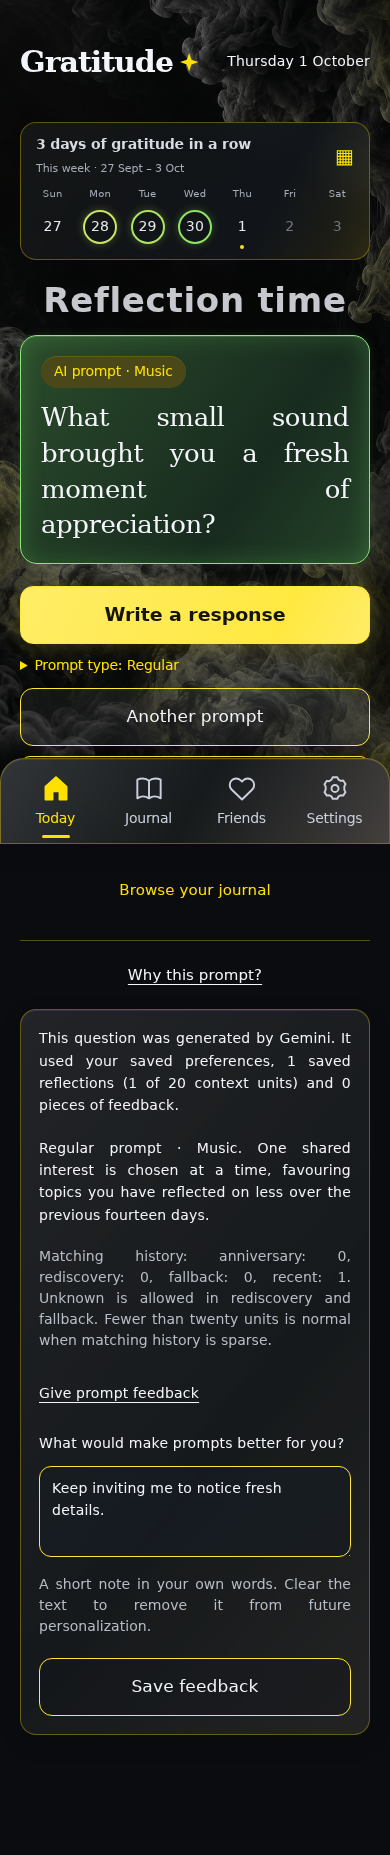 Gratitude
Thursday 1 October
3 days of gratitude in a row
This week · 27 Sept – 3 Oct
Sun Mon Tue Wed Thu Fri Sat
27 28 29 30 1 2 3
Reflection time
AI prompt · Music
What small sound
brought you a fresh
moment of
appreciation?
Write a response
Prompt type: Regular
Another prompt
Today Journal Friends Settings
Browse your journal
Why this prompt?
This question was generated by Gemini. It
used your saved preferences, 1 saved
reflections (1 of 20 context units) and 0
pieces of feedback.
Regular prompt · Music. One shared
interest is chosen at a time, favouring
topics you have reflected on less over the
previous fourteen days.
Matching history: anniversary: 0,
rediscovery: 0, fallback: 0, recent: 1.
Unknown is allowed in rediscovery and
fallback. Fewer than twenty units is normal
when matching history is sparse.
Give prompt feedback
What would make prompts better for you?
Keep inviting me to notice fresh
details.
A short note in your own words. Clear the
text to remove it from future
personalization.
Save feedback